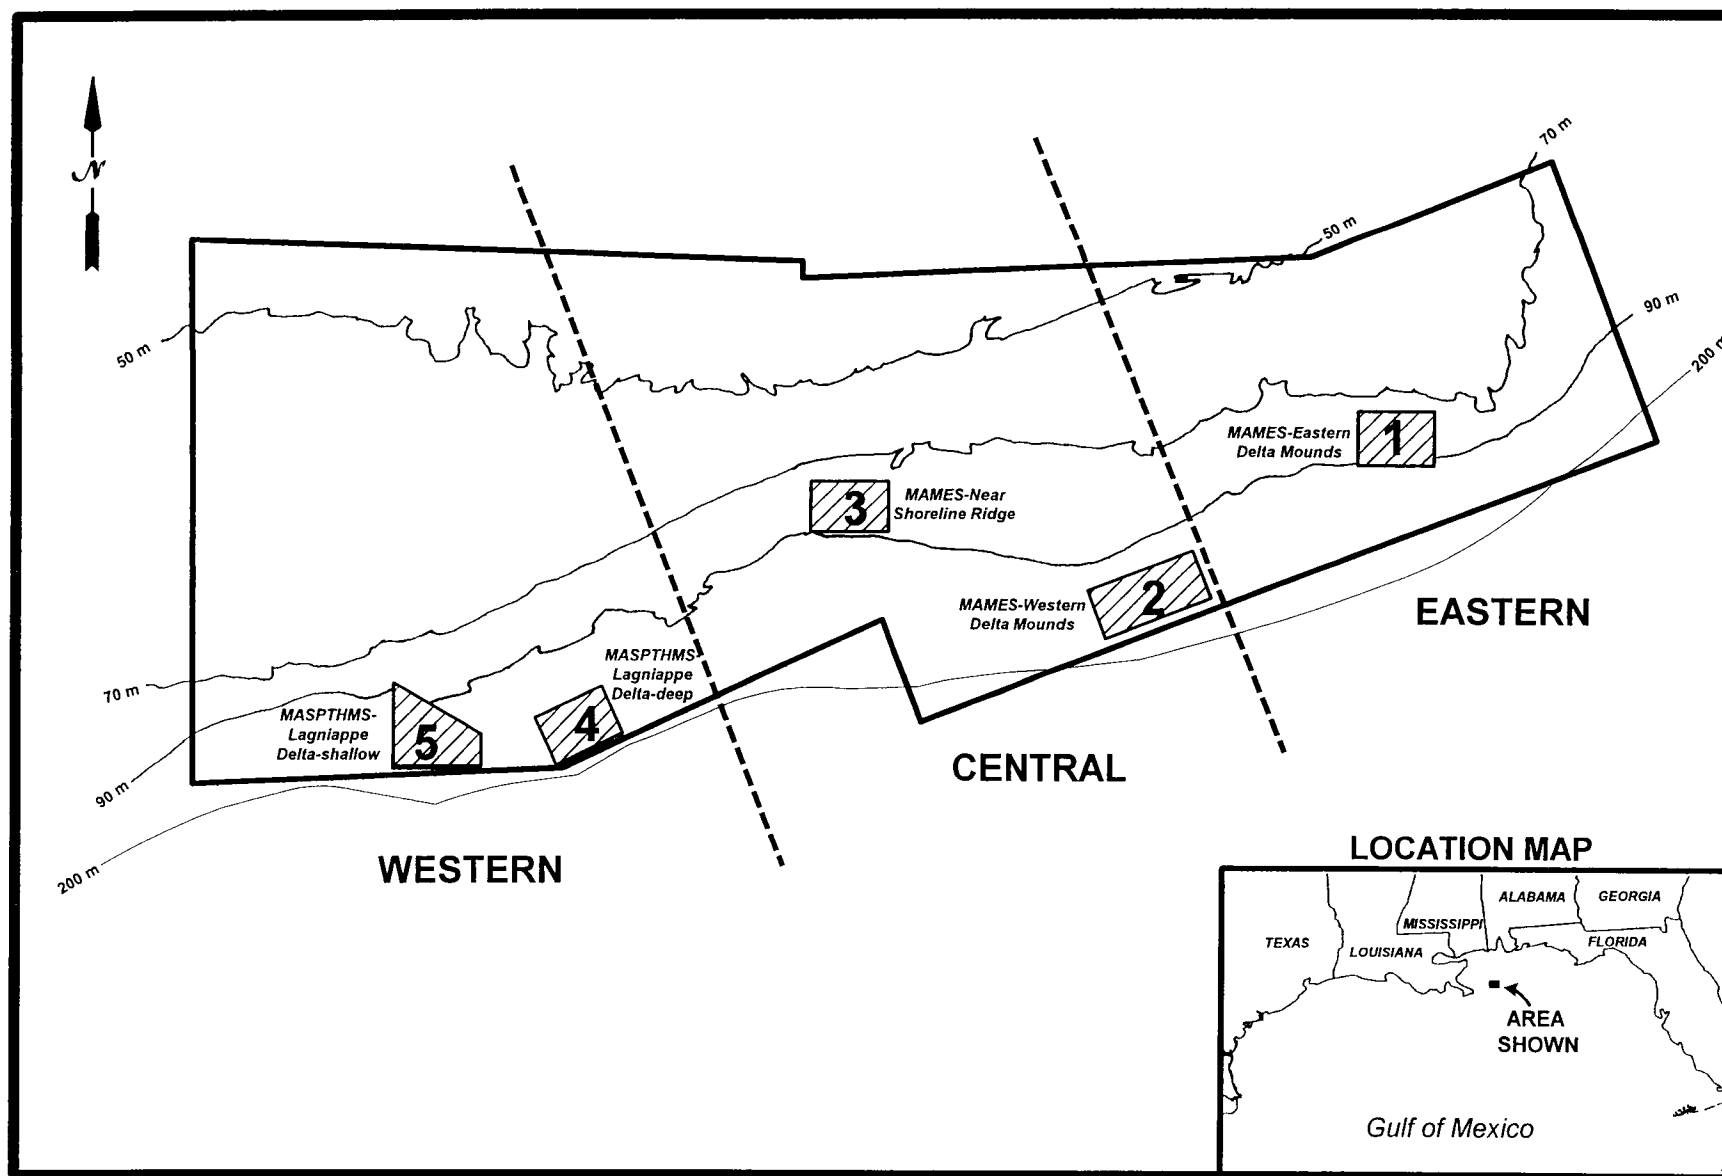 N
70 m
50 m
90 m
200 m
50 m
MAMES-Eastern
Delta Mounds
1
3
MAMES-Near
Shoreline Ridge
MAMES-Western
Delta Mounds
2
EASTERN
70 m
MASPTHMS-
Lagniappe
Delta-deep
4
MASPTHMS-
Lagniappe
Delta-shallow
5
90 m
CENTRAL
200 m
WESTERN
LOCATION MAP
TEXAS
LOUISIANA
MISSISSIPPI
ALABAMA
GEORGIA
FLORIDA
AREA
SHOWN
Gulf of Mexico